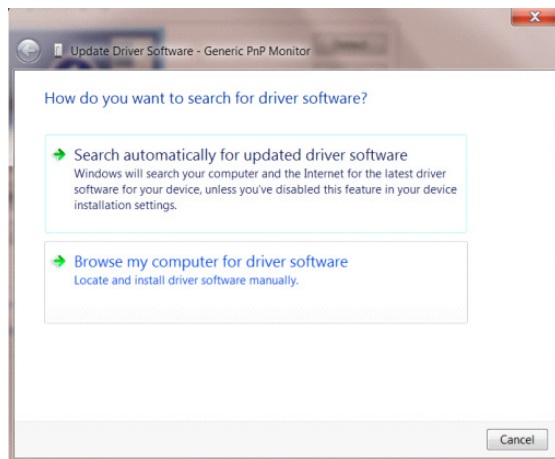 Update Driver Software - Generic PnP Monitor
How do you want to search for driver software?
Search automatically for updated driver software
Windows will search your computer and the Internet for the latest driver
software for your device, unless you've disabled this feature in your device
installation settings.
Browse my computer for driver software
Locate and install driver software manually.
Cancel